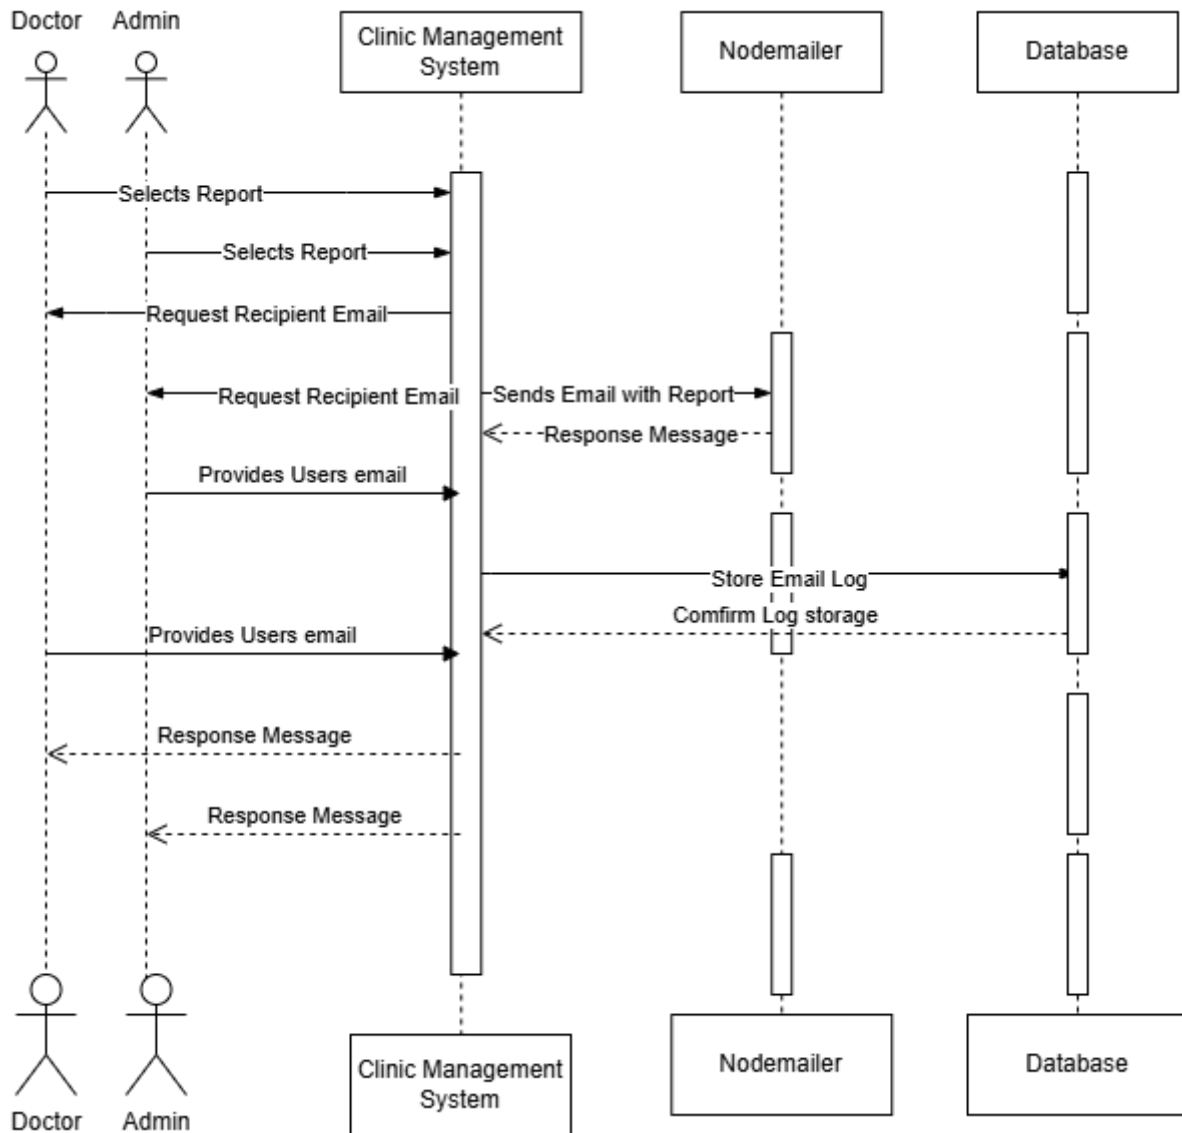 Doctor
Admin
Clinic Management
System
Nodemailer
Database
Selects Report
Selects Report
Request Recipient Email
Request Recipient Email
Sends Email with Report
Response Message
Provides Users email
Store Email Log
Comfirm Log storage
Provides Users email
Response Message
Response Message
Clinic Management
System
Nodemailer
Database
Doctor
Admin